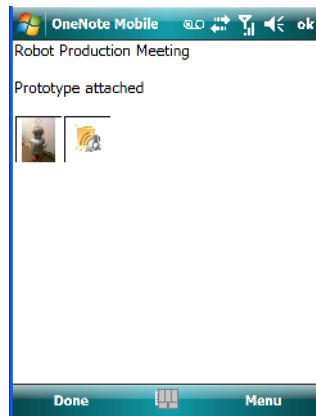 OneNote Mobile ok
Robot Production Meeting
Prototype attached
Done Menu